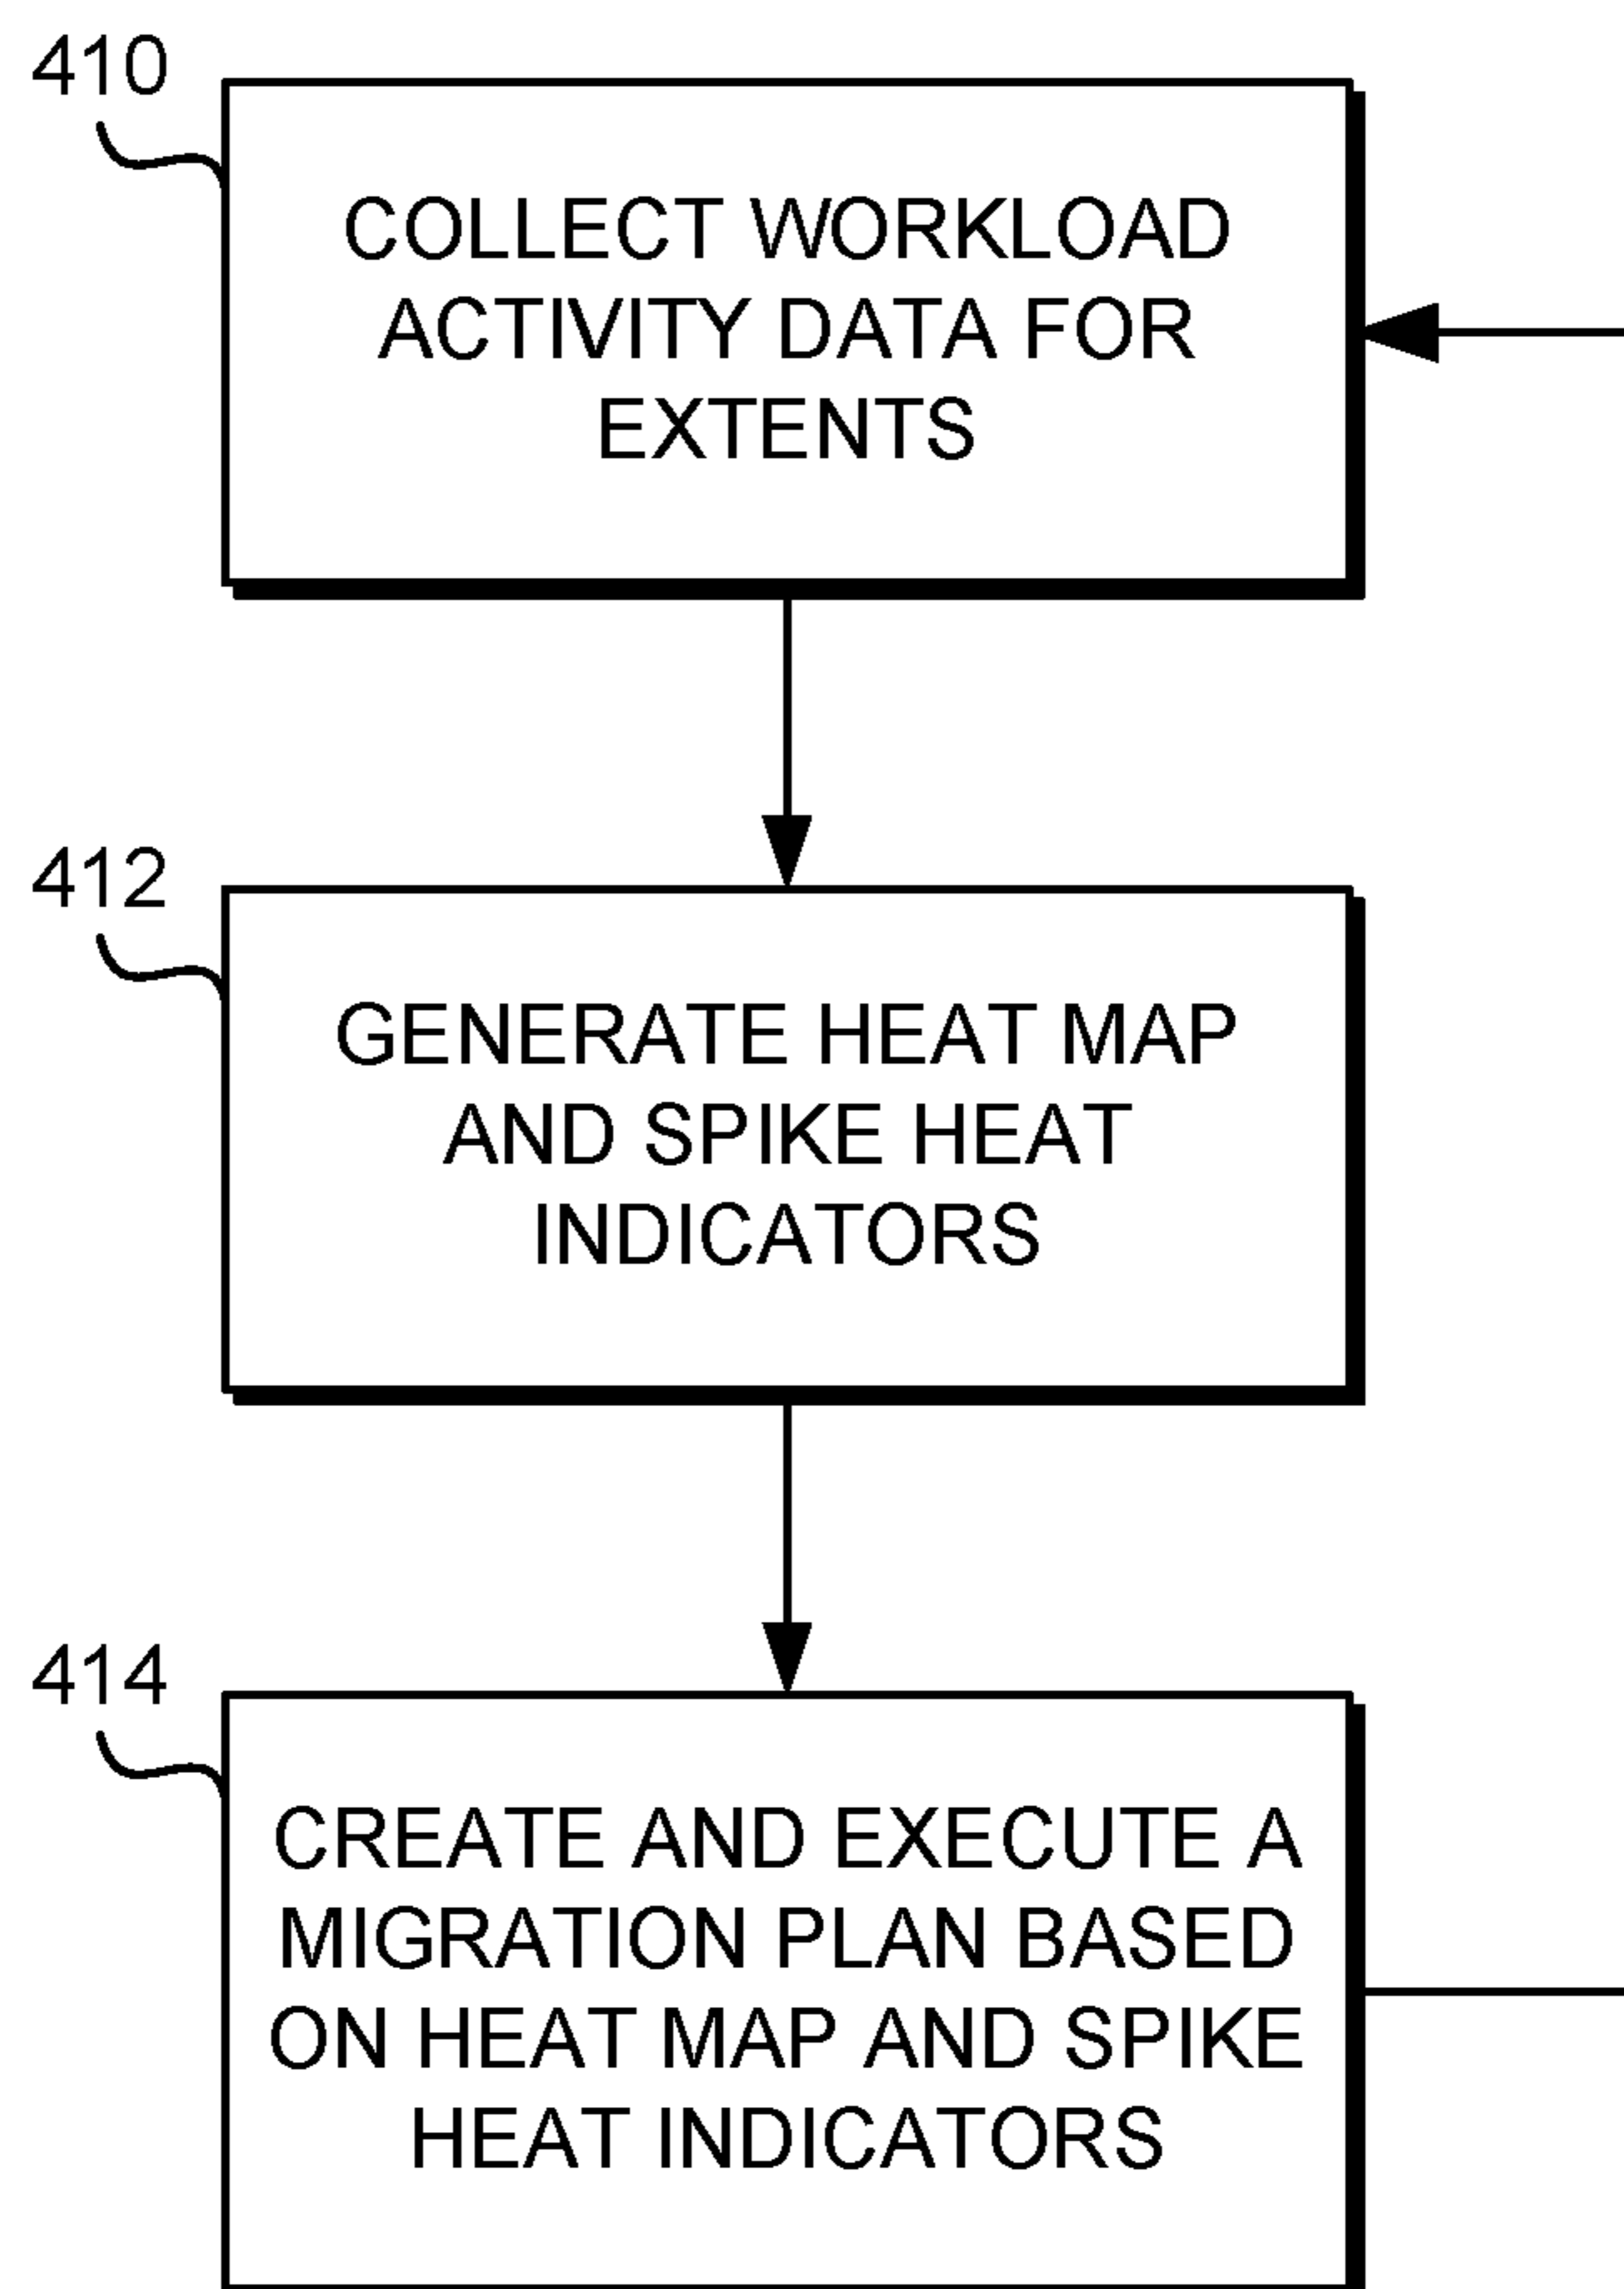 410
COLLECT WORKLOAD
ACTIVITY DATA FOR
EXTENTS
412
GENERATE HEAT MAP
AND SPIKE HEAT
INDICATORS
414
CREATE AND EXECUTE A
MIGRATION PLAN BASED
ON HEAT MAP AND SPIKE
HEAT INDICATORS